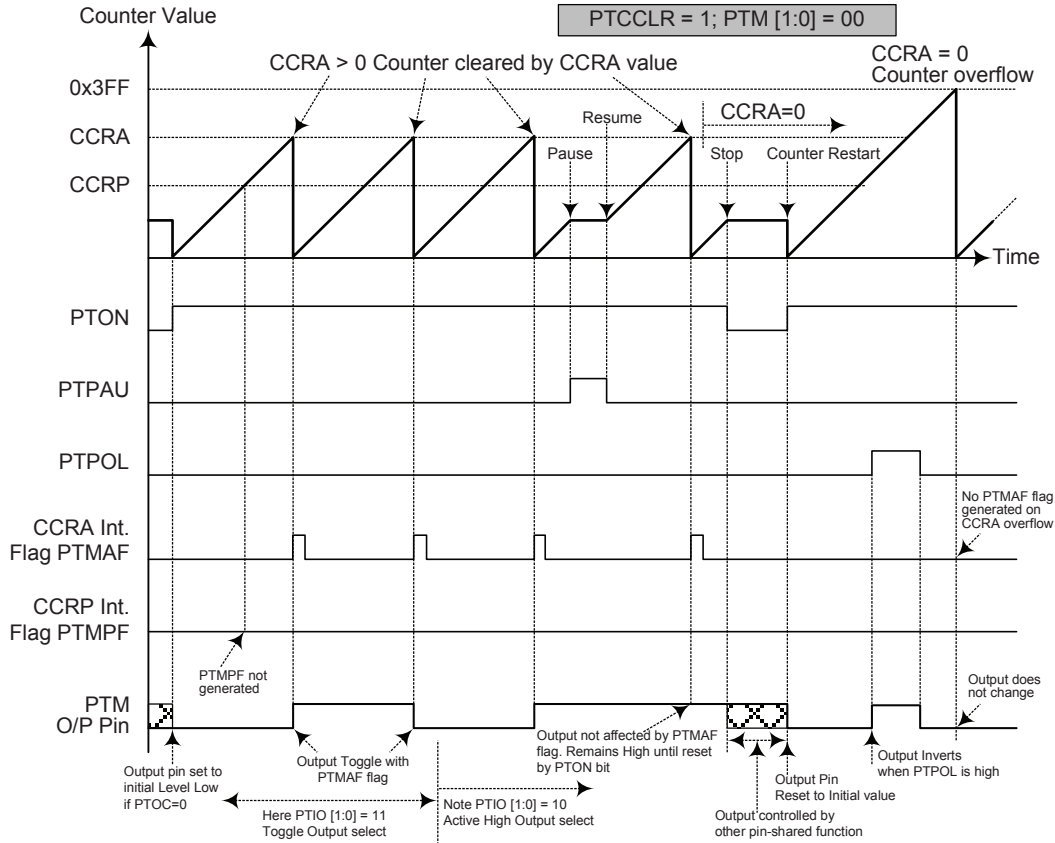 Counter Value
PTCCLR = 1; PTM [1:0] = 00
CCRA = 0
Counter overflow
CCRA > 0 Counter cleared by CCRA value
0x3FF
Resume
CCRA=0
CCRA
Pause
Stop
Counter Restart
CCRP
Time
PTON
PTPAU
PTPOL
No PTMAF flag
generated on
CCRA overflow
CCRA Int.
Flag PTMAF
CCRP Int.
Flag PTMPF
PTMPF not
generated
Output does
not change
PTM
O/P Pin
Output pin set to
initial Level Low
if PTOC=0
Output Toggle with
PTMAF flag
Here PTIO [1:0] = 11
Toggle Output select
Output not affected by PTMAF
flag. Remains High until reset
by PTON bit
Note PTIO [1:0] = 10
Active High Output select
Output controlled by
other pin-shared function
Output Pin
Reset to Initial value
Output Inverts
when PTPOL is high